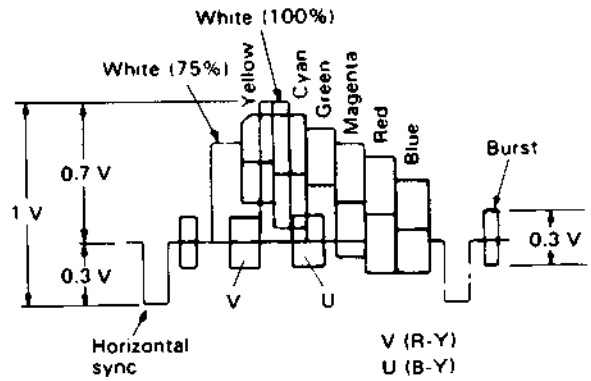 White (100%)
White (75%)
Yellow
Cyan
Green
Magenta
Red
Blue
Burst
0.7 V
1 V
0.3 V
0.3 V
V
U
Horizontal
sync
V (R-Y)
U (B-Y)